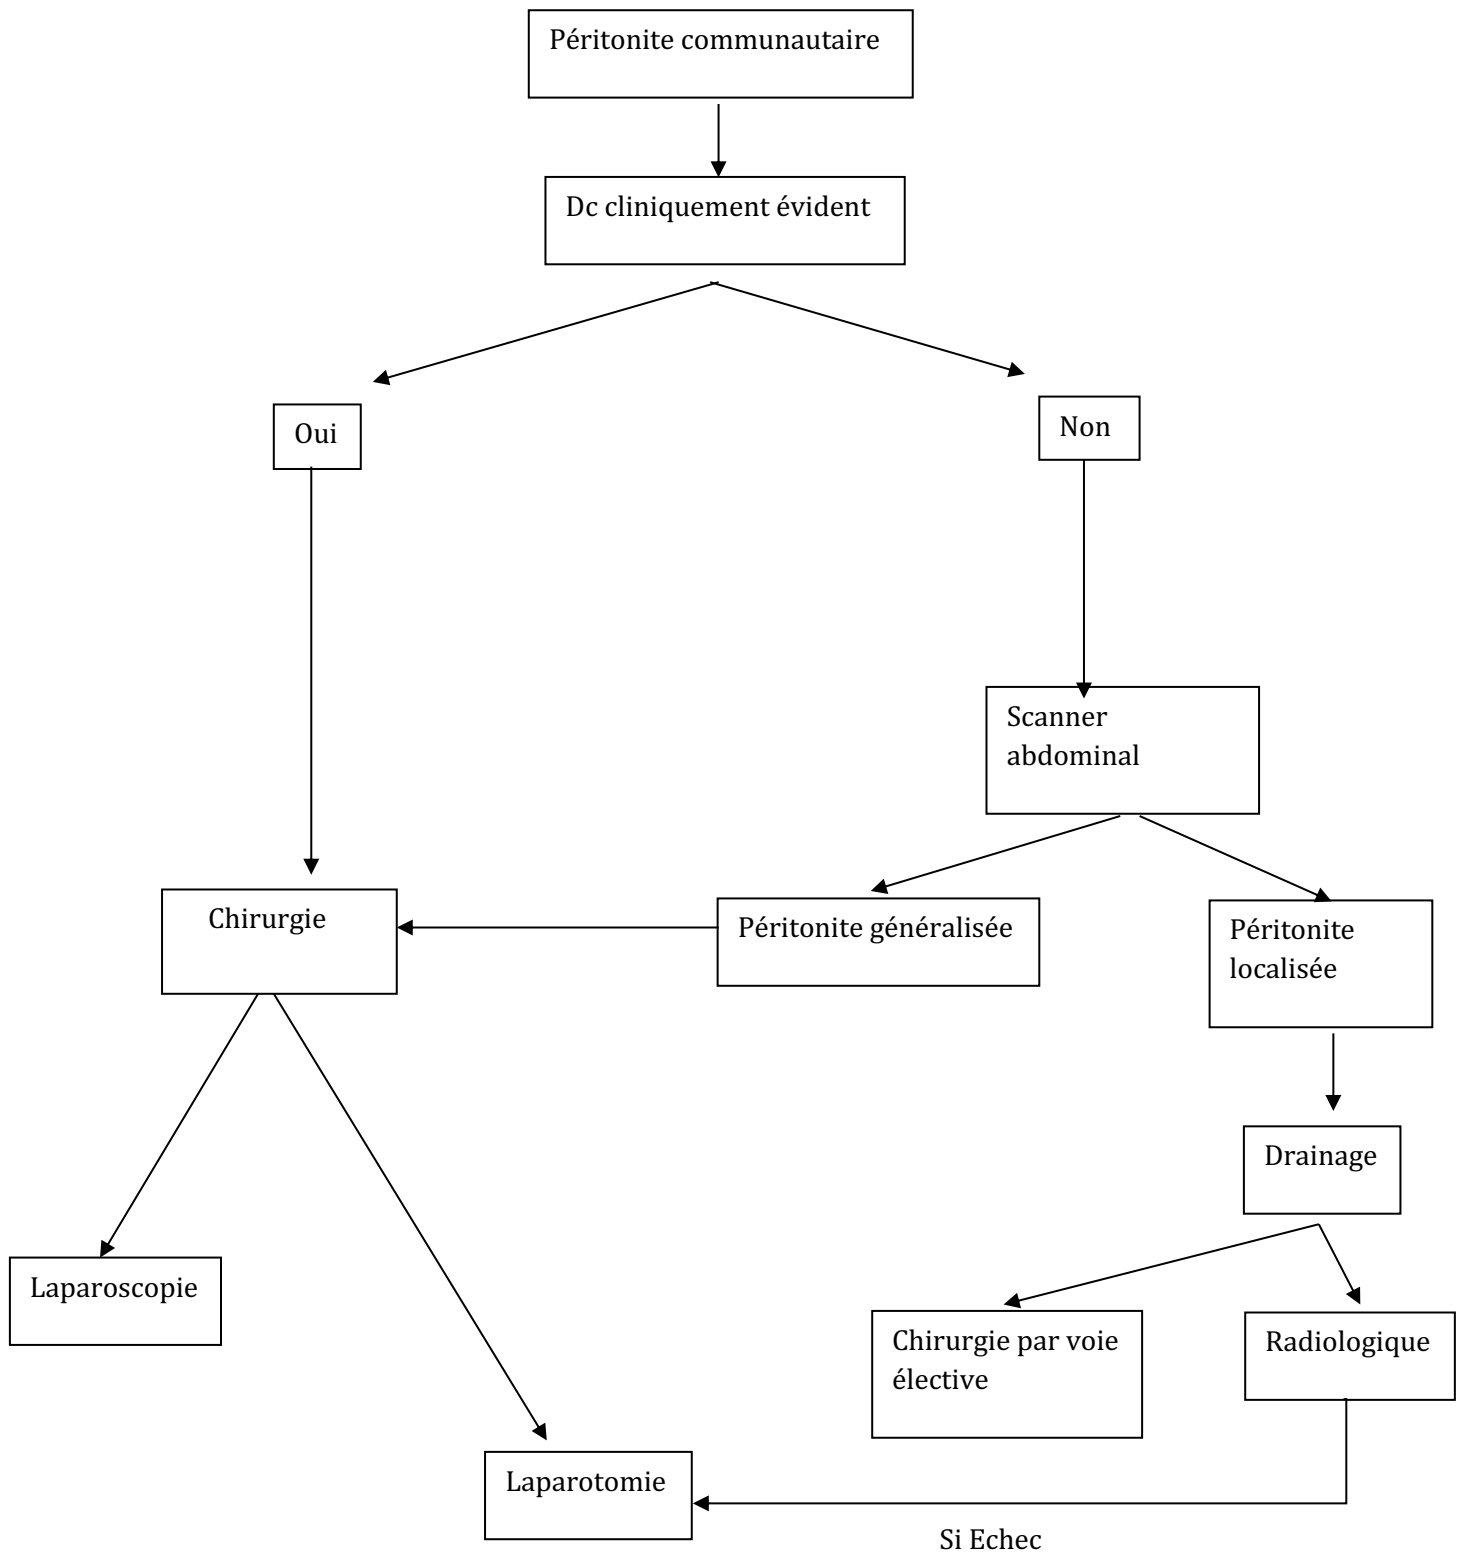 Péritonite communautaire
Dc cliniquement évident
Oui
Non
Scanner
abdominal
Chirurgie
Péritonite généralisée
Péritonite
localisée
Drainage
Laparoscopie
Chirurgie par voie
élective
Radiologique
Laparotomie
Si Echec